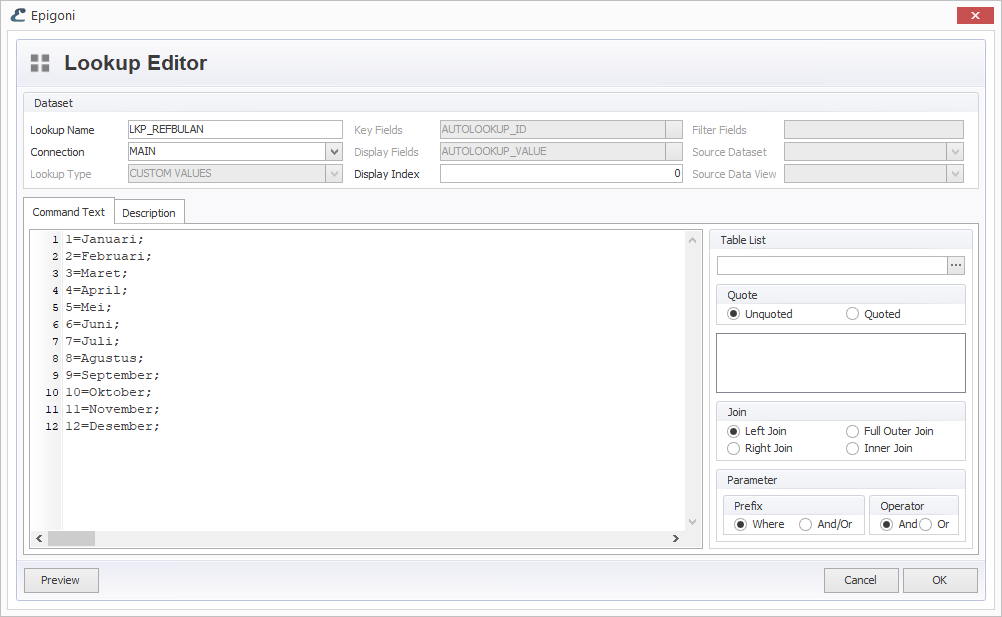 Epigoni
Lookup Editor
Dataset
Lookup Name LKP_REFBULAN Key Fields AUTOLOOKUP_ID Filter Fields
Connection MAIN Display Fields AUTOLOOKUP_VALUE Source Dataset
Lookup Type CUSTOM VALUES Display Index 0 Source Data View
Command Text Description
1 1=Januari;
2 2=Februari;
3 3=Maret;
4 4=April;
5 5=Mei;
6 6=Juni;
7 7=Juli;
8 8=Agustus;
9 9=September;
10 10=Oktober;
11 11=November;
12 12=Desember;
Table List
...
Quote
Unquoted Quoted
Join
Left Join Full Outer Join
Right Join Inner Join
Parameter
Prefix Operator
Where And/Or And Or
Preview Cancel OK